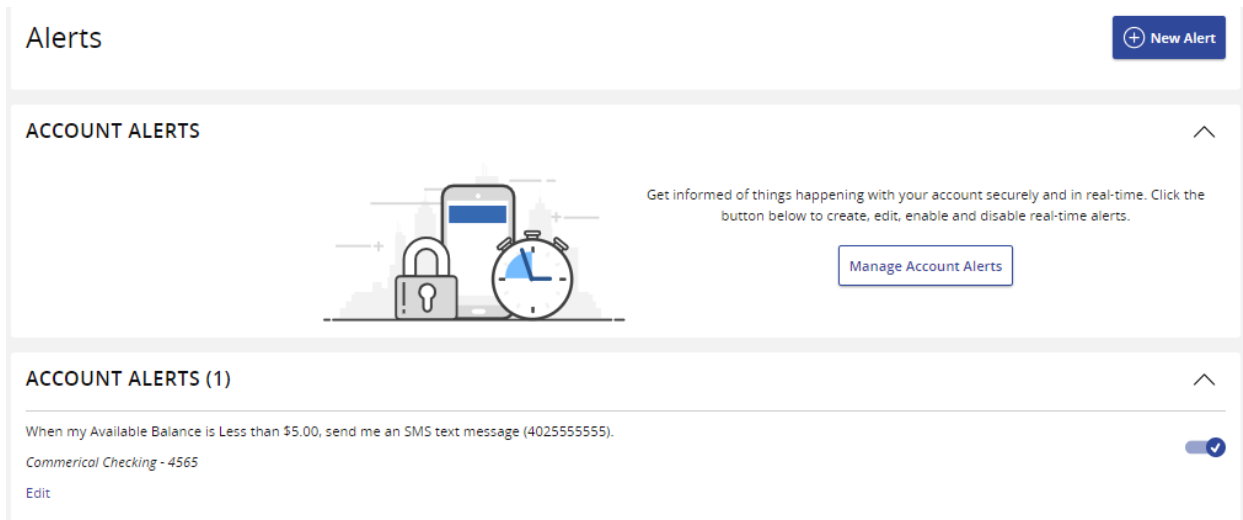 Alerts
New Alert
ACCOUNT ALERTS
Get informed of things happening with your account securely and in real-time. Click the
button below to create, edit, enable and disable real-time alerts.
Manage Account Alerts
ACCOUNT ALERTS (1)
When my Available Balance is Less than $5.00, send me an SMS text message (4025555555).
Commerical Checking - 4565
Edit